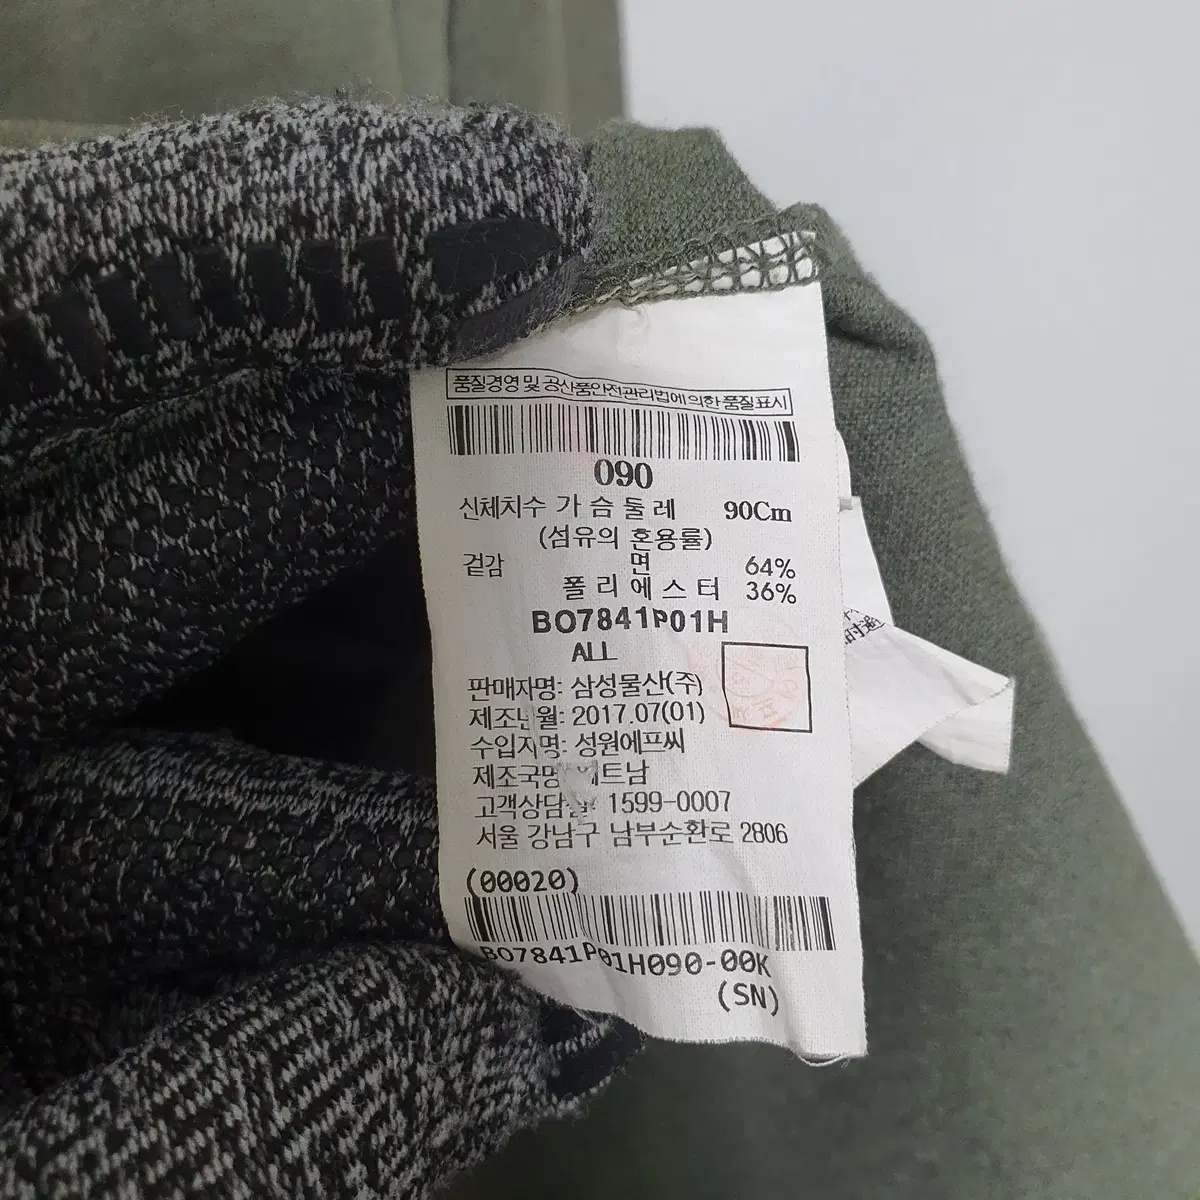 품질경영 및 공산품안전관리법에 의한 품질표시
090
신체치수 가 슴 둘 레 90Cm
(섬유의 혼용률)
겉감 면 64%
폴 리 에 스 터 36%
BO7841P01H
ALL
판매자명: 삼성물산(주)
제조년월: 2017.07(01)
수입자명: 성원에프씨
제조국명
고객상담실: 1599-0007
서울 강남구 남부순환로 2806
(00020)
BO7841P01H090-00K
(SN)